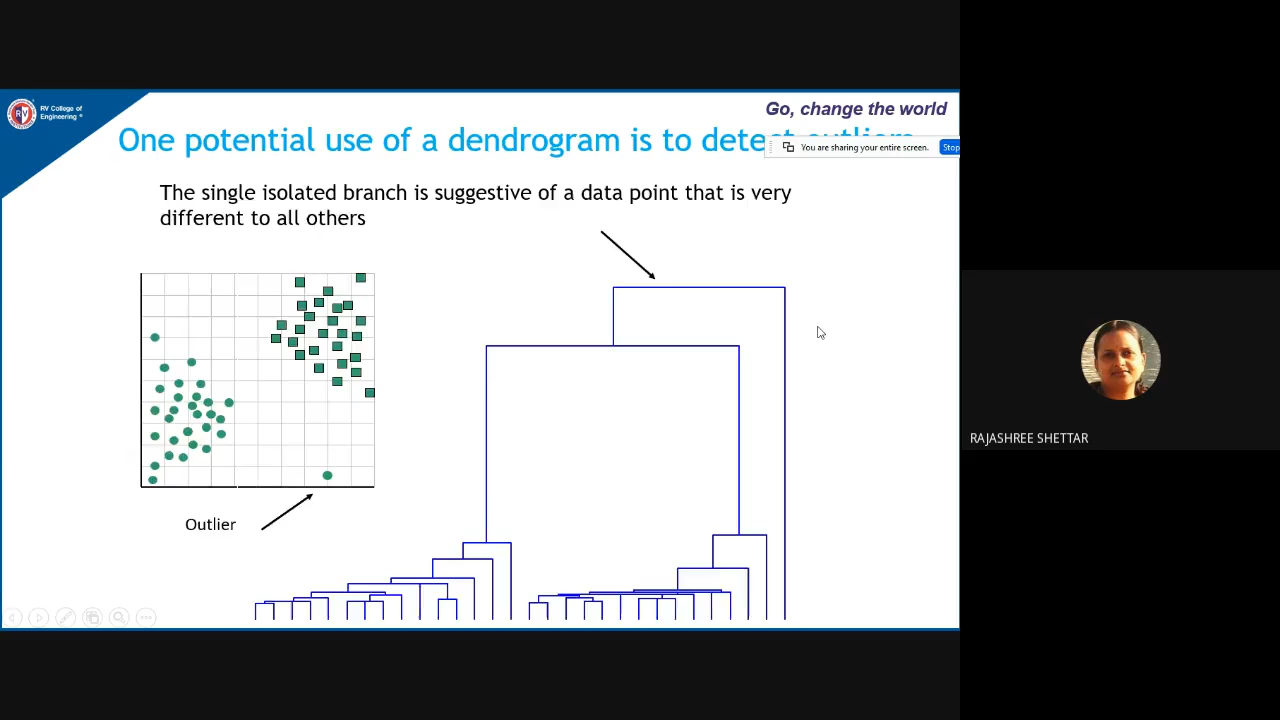 RV College of
Engineering
Go, change the world
One potential use of a dendrogram is to detect outliers
You are sharing your entire screen.
Stop
The single isolated branch is suggestive of a data point that is very
different to all others
Outlier
RAJASHREE SHETTAR